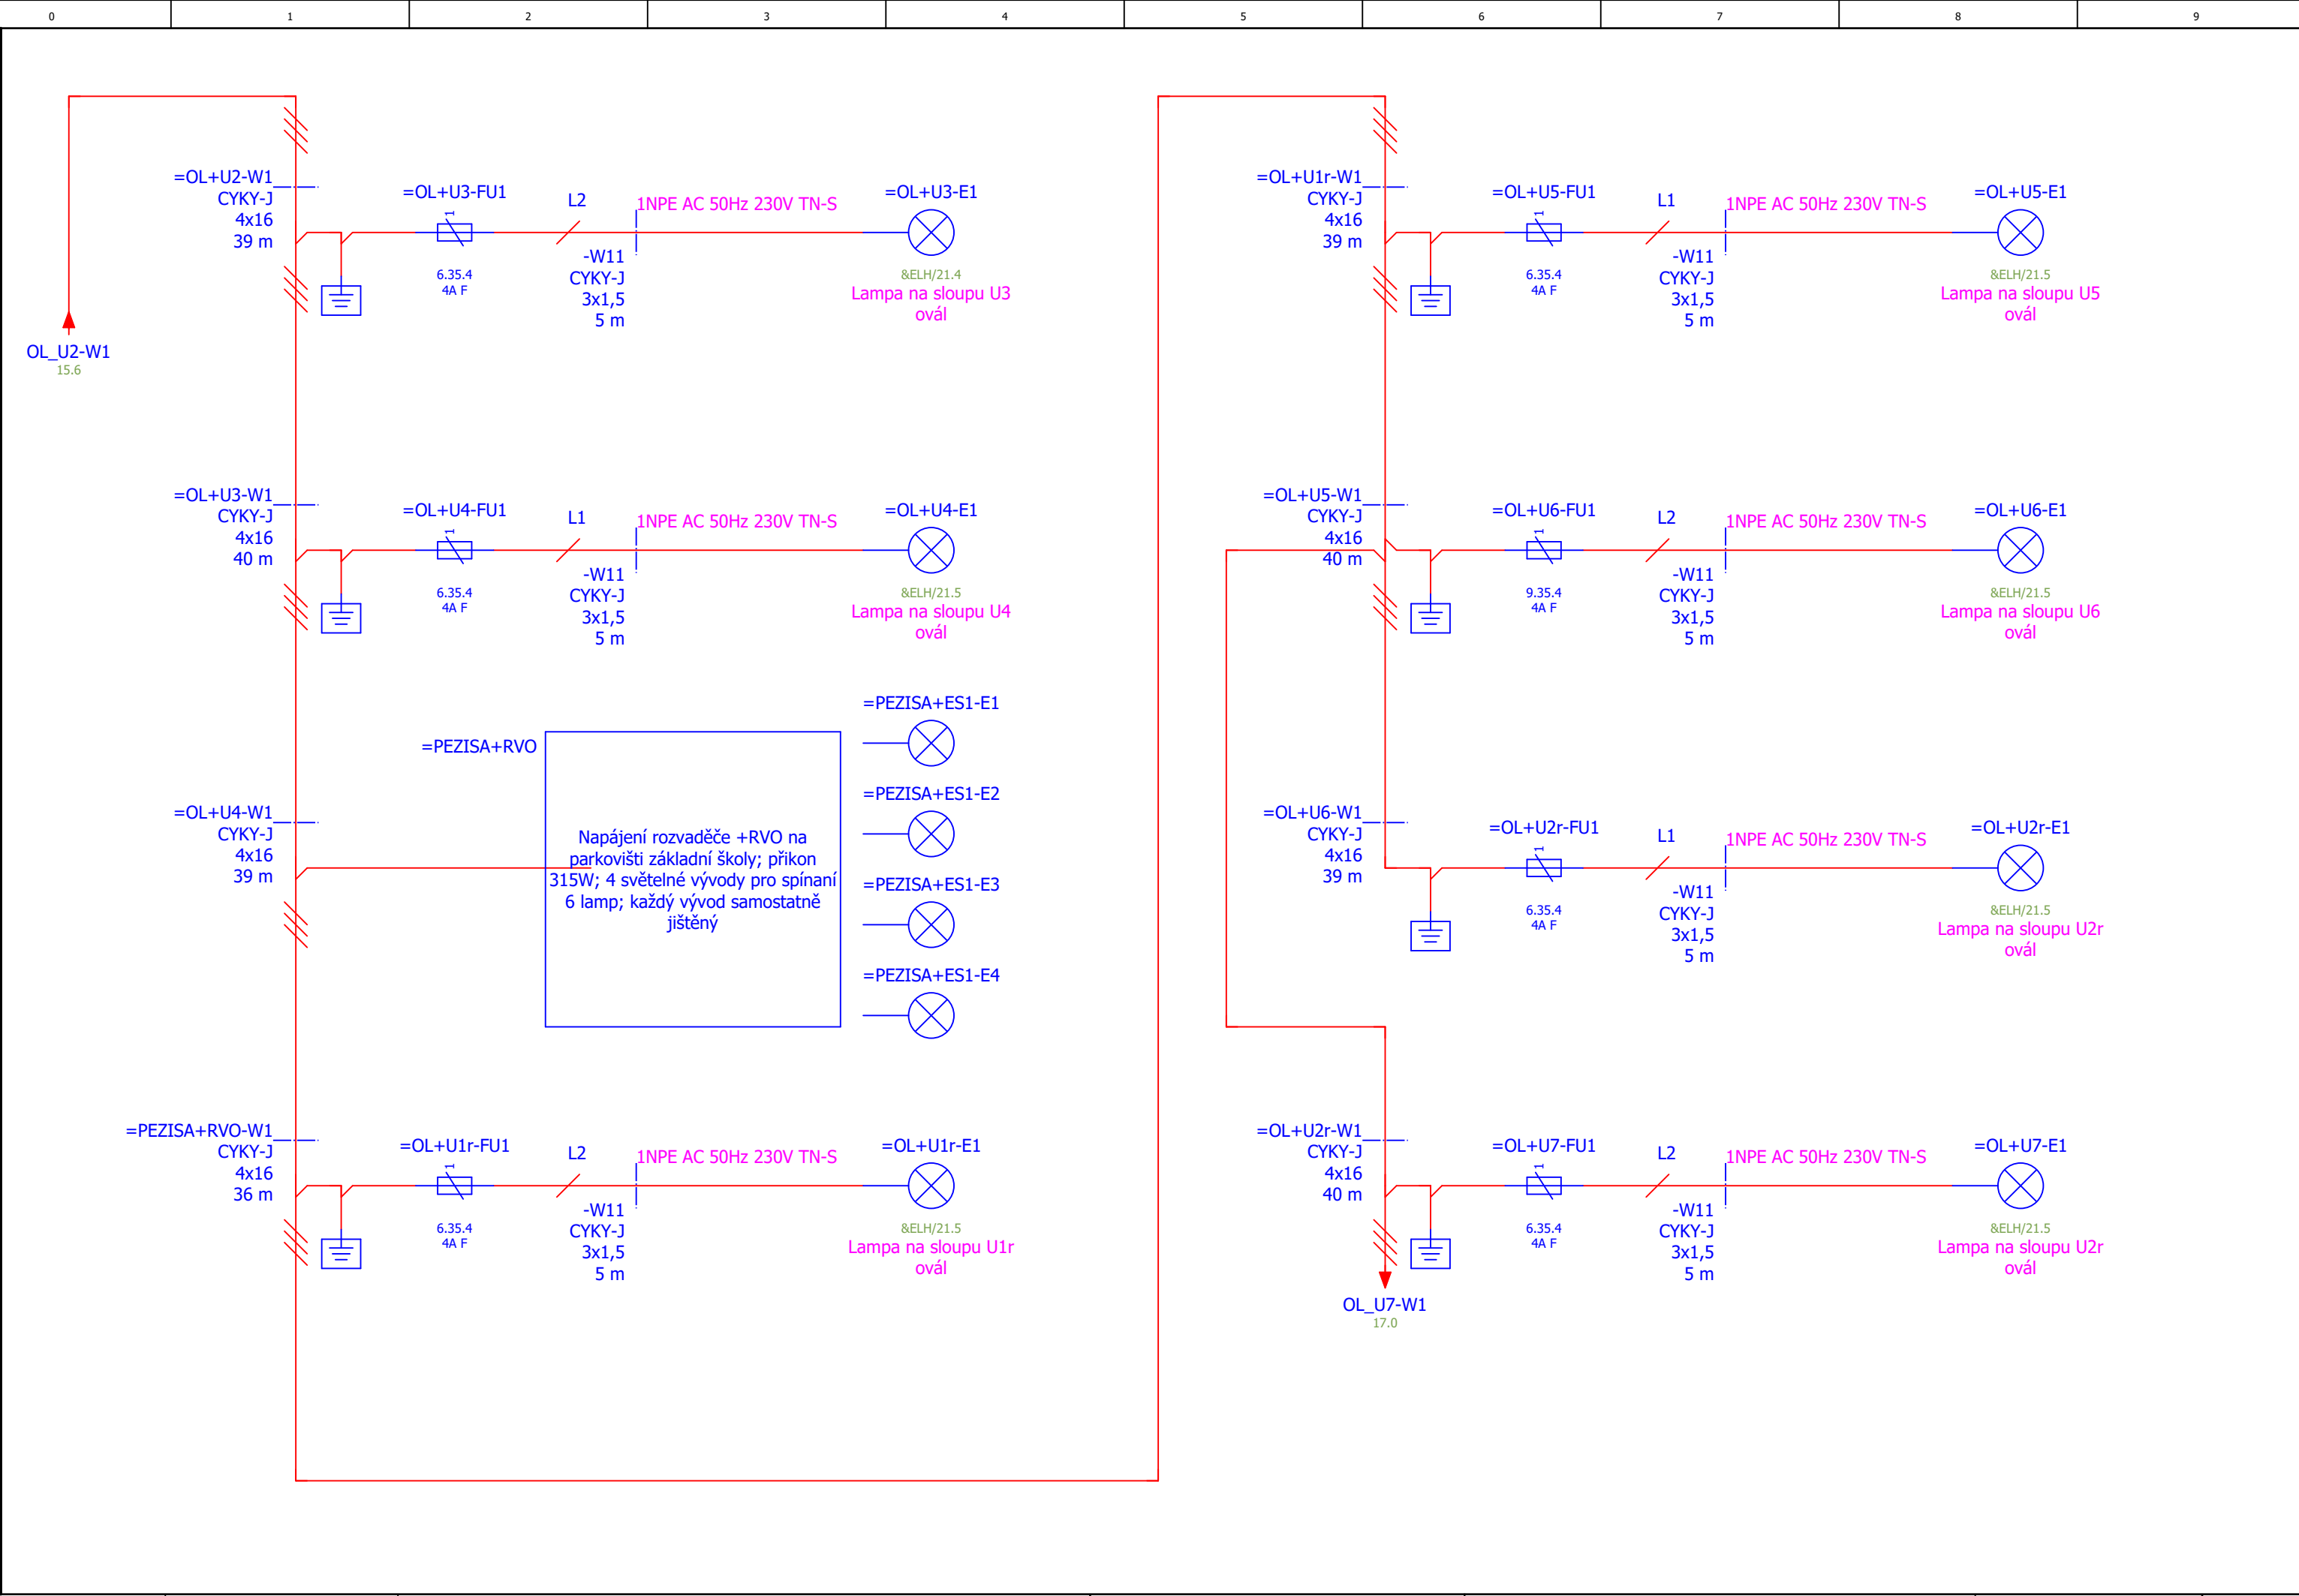 0 1 2 3 4 5 6 7 8 9
OL_U2-W1
15.6
=OL+U2-W1
CYKY-J
4x16
39 m
=OL+U3-FU1
1
6.35.4
4A F
L2
1NPE AC 50Hz 230V TN-S
-W11
CYKY-J
3x1,5
5 m
=OL+U3-E1
&ELH/21.4
Lampa na sloupu U3
ovál
=OL+U3-W1
CYKY-J
4x16
40 m
=OL+U4-FU1
1
6.35.4
4A F
L1
1NPE AC 50Hz 230V TN-S
-W11
CYKY-J
3x1,5
5 m
=OL+U4-E1
&ELH/21.5
Lampa na sloupu U4
ovál
=OL+U4-W1
CYKY-J
4x16
39 m
=PEZISA+RVO
Napájení rozvaděče +RVO na
parkovišti základní školy; přikon
315W; 4 světelné vývody pro spínaní
6 lamp; každý vývod samostatně
jištěný
=PEZISA+ES1-E1
=PEZISA+ES1-E2
=PEZISA+ES1-E3
=PEZISA+ES1-E4
=PEZISA+RVO-W1
CYKY-J
4x16
36 m
=OL+U1r-FU1
1
6.35.4
4A F
L2
1NPE AC 50Hz 230V TN-S
-W11
CYKY-J
3x1,5
5 m
=OL+U1r-E1
&ELH/21.5
Lampa na sloupu U1r
ovál
=OL+U1r-W1
CYKY-J
4x16
39 m
=OL+U5-FU1
1
6.35.4
4A F
L1
1NPE AC 50Hz 230V TN-S
-W11
CYKY-J
3x1,5
5 m
=OL+U5-E1
&ELH/21.5
Lampa na sloupu U5
ovál
=OL+U5-W1
CYKY-J
4x16
40 m
=OL+U6-FU1
1
9.35.4
4A F
L2
1NPE AC 50Hz 230V TN-S
-W11
CYKY-J
3x1,5
5 m
=OL+U6-E1
&ELH/21.5
Lampa na sloupu U6
ovál
=OL+U6-W1
CYKY-J
4x16
39 m
=OL+U2r-FU1
1
6.35.4
4A F
L1
1NPE AC 50Hz 230V TN-S
-W11
CYKY-J
3x1,5
5 m
=OL+U2r-E1
&ELH/21.5
Lampa na sloupu U2r
ovál
=OL+U2r-W1
CYKY-J
4x16
40 m
=OL+U7-FU1
1
6.35.4
4A F
L2
1NPE AC 50Hz 230V TN-S
-W11
CYKY-J
3x1,5
5 m
=OL+U7-E1
&ELH/21.5
Lampa na sloupu U2r
ovál
OL_U7-W1
17.0